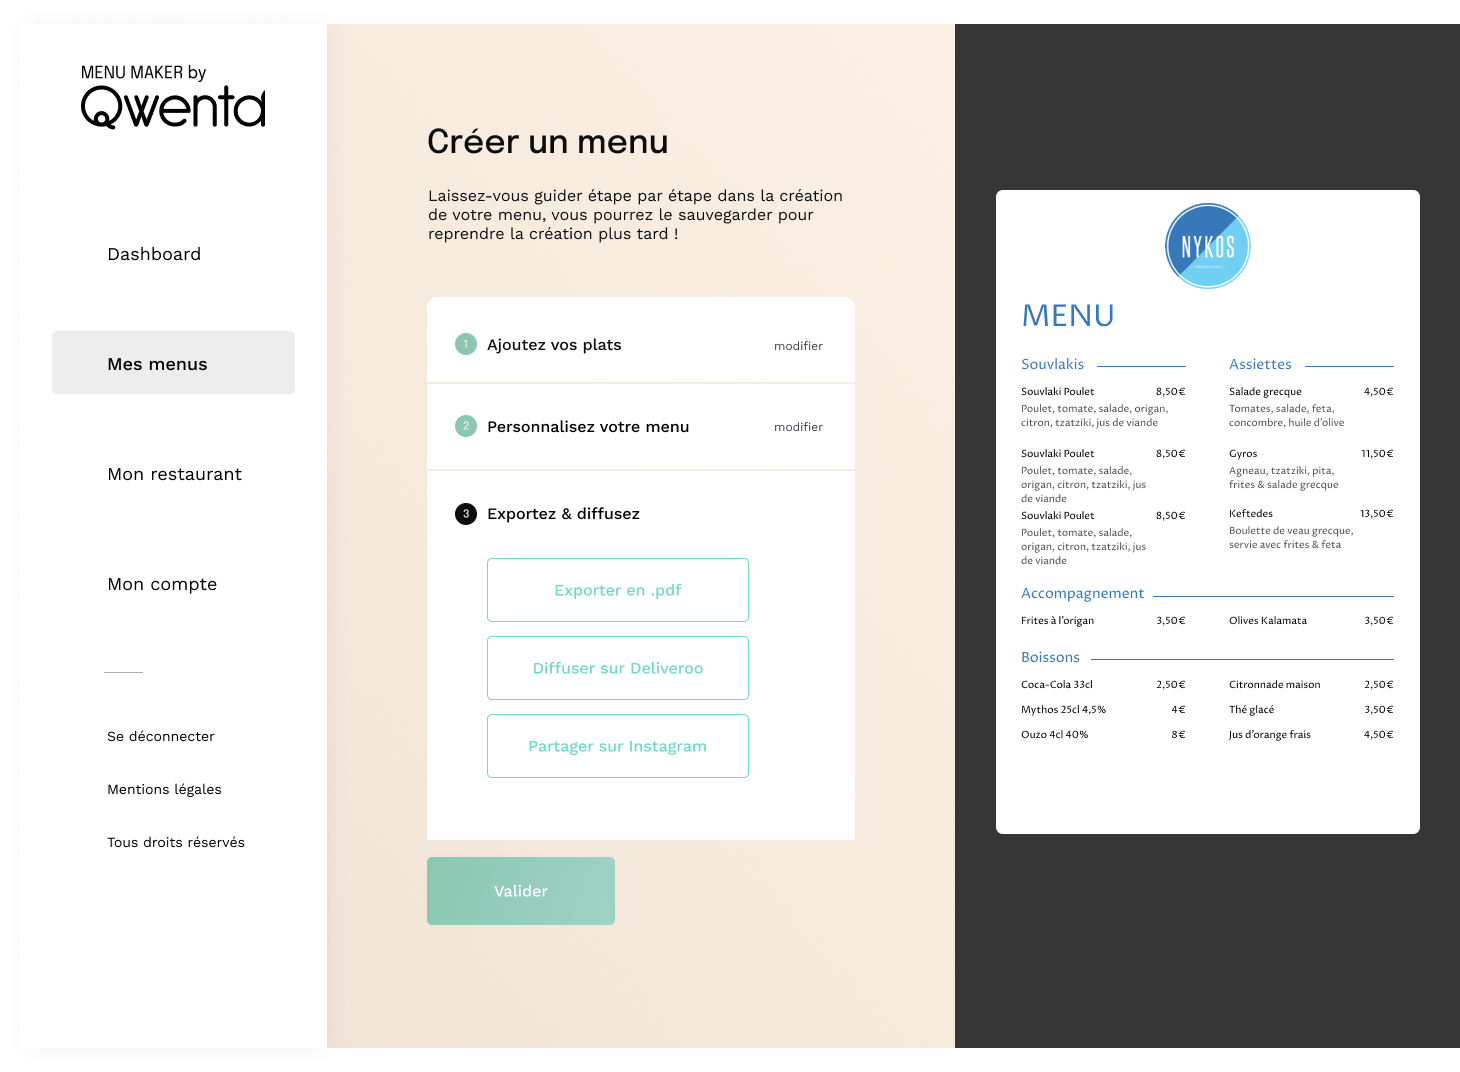 MENU MAKER by
Qwenta
Dashboard
Mes menus
Mon restaurant
Mon compte
Se déconnecter
Mentions légales
Tous droits réservés
Créer un menu
Laissez-vous guider étape par étape dans la création
de votre menu, vous pourrez le sauvegarder pour
reprendre la création plus tard !
1 Ajoutez vos plats modifier
2 Personnalisez votre menu modifier
3 Exportez & diffusez
Exporter en .pdf
Diffuser sur Deliveroo
Partager sur Instagram
Valider
NYKOS
MENU
Souvlakis
Souvlaki Poulet 8,50€
Poulet, tomate, salade, origan,
citron, tzatziki, jus de viande
Souvlaki Poulet 8,50€
Poulet, tomate, salade,
origan, citron, tzatziki, jus
de viande
Souvlaki Poulet 8,50€
Poulet, tomate, salade,
origan, citron, tzatziki, jus
de viande
Assiettes
Salade grecque 4,50€
Tomates, salade, feta,
concombre, huile d'olive
Gyros 11,50€
Agneau, tzatziki, pita,
frites & salade grecque
Keftedes 13,50€
Boulette de veau grecque,
servie avec frites & feta
Accompagnement
Frites à l'origan 3,50€ Olives Kalamata 3,50€
Boissons
Coca-Cola 33cl 2,50€ Citronnade maison 2,50€
Mythos 25cl 4,5% 4€ Thé glacé 3,50€
Ouzo 4cl 40% 8€ Jus d'orange frais 4,50€